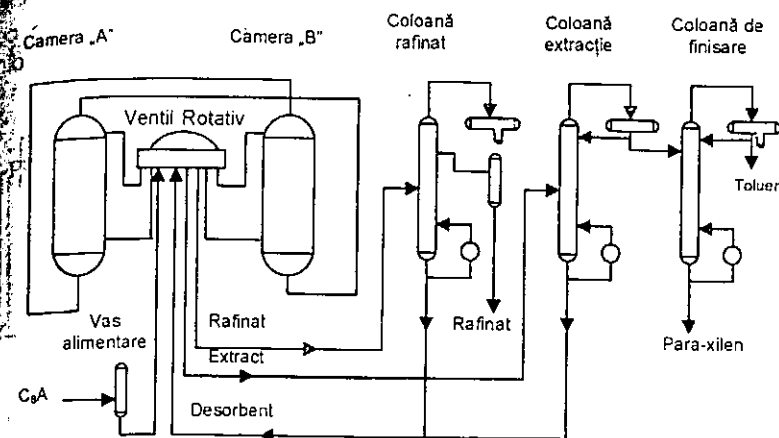 Camera „A"
Camera „B"
Coloană
rafinat
Coloană
extracție
Coloană de
finisare
Ventil Rotativ
Toluen
Vas
alimentare
Rafinat
Extract
Rafinat
Para-xilen
C₈A
Desorbent